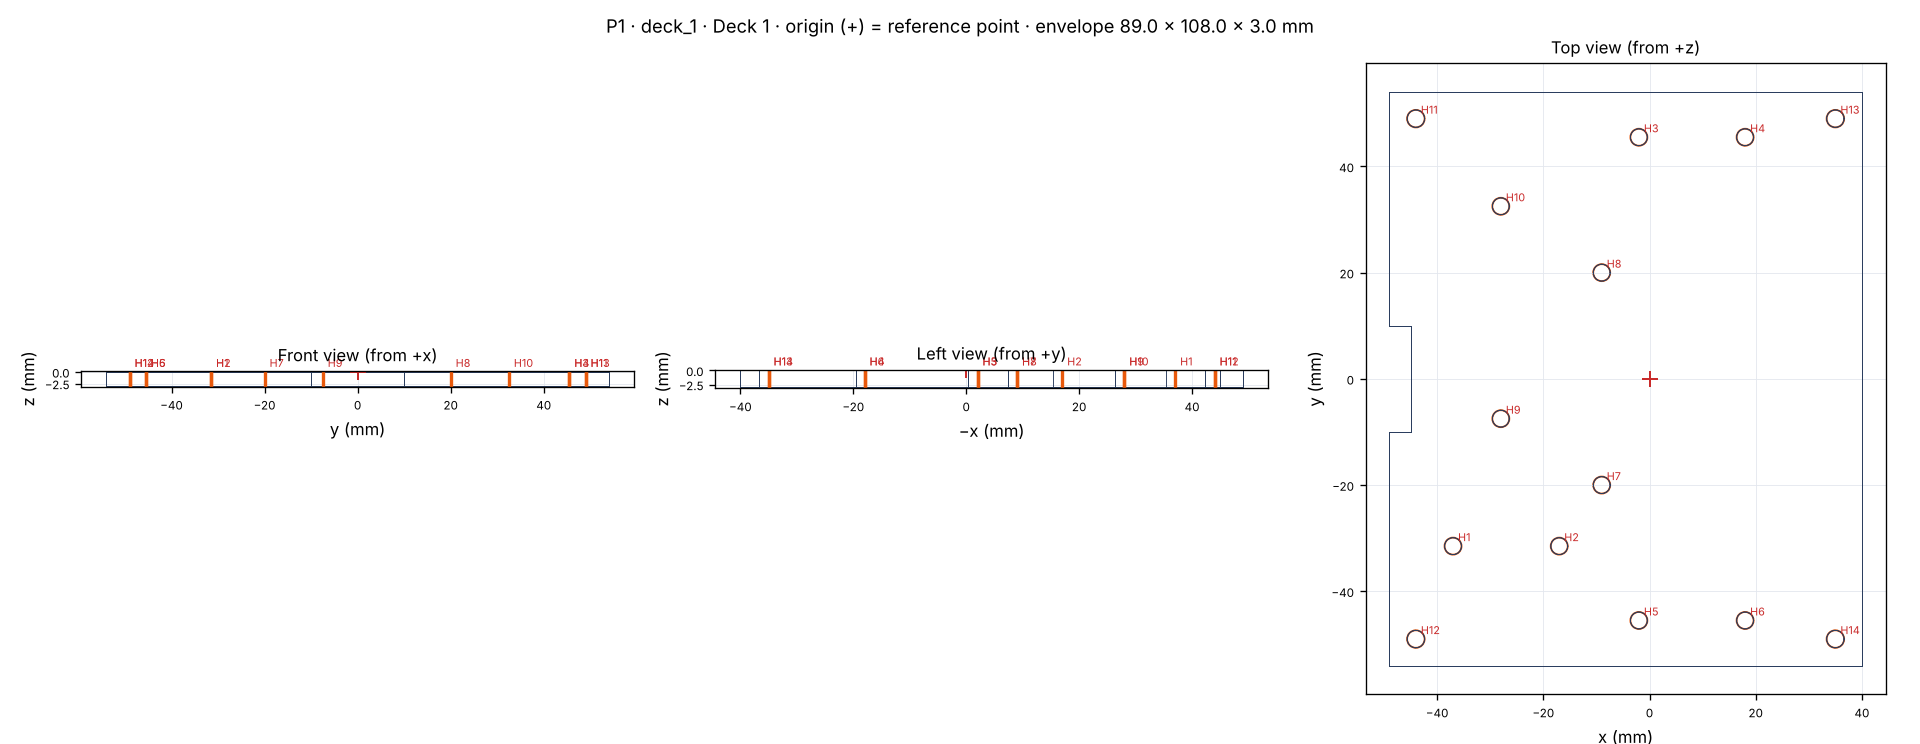 P1 · deck_1 · Deck 1 · origin (+) = reference point · envelope 89.0 × 108.0 × 3.0 mm
Front view (from +x)
H1 H7 H9 H8 H10
0.0
−2.5
−40 −20 0 20 40
y (mm)
z (mm)
Left view (from +y)
H2 H1
0.0
−2.5
−40 −20 0 20 40
−x (mm)
z (mm)
Top view (from +z)
H11 H3 H4 H13
H10
H8
H9
H7
H1 H2
H5 H6
H12 H14
40
20
0
−20
−40
−40 −20 0 20 40
x (mm)
y (mm)